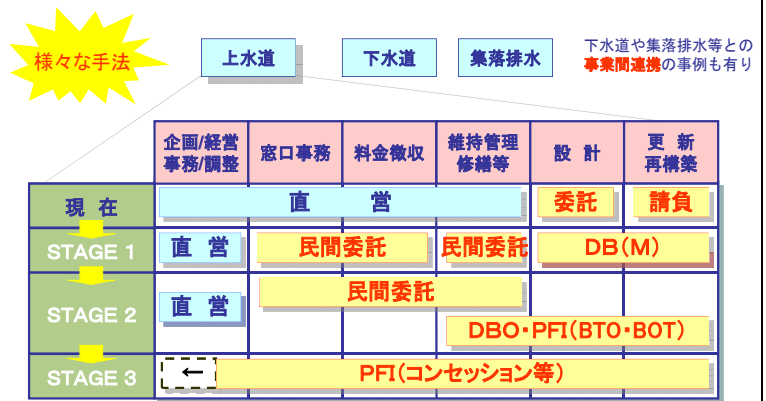 様々な手法
上水道
下水道
集落排水
下水道や集落排水等との
事業間連携の事例も有り
企画/経営
事務/調整
窓口事務
料金徴収
維持管理
修繕等
設 計
更 新
再構築
現 在
直 営
委託
請負
STAGE 1
直 営
民間委託
民間委託
DB(M)
STAGE 2
直 営
民間委託
DBO・PFI(BTO・BOT)
STAGE 3
←
PFI(コンセッション等)